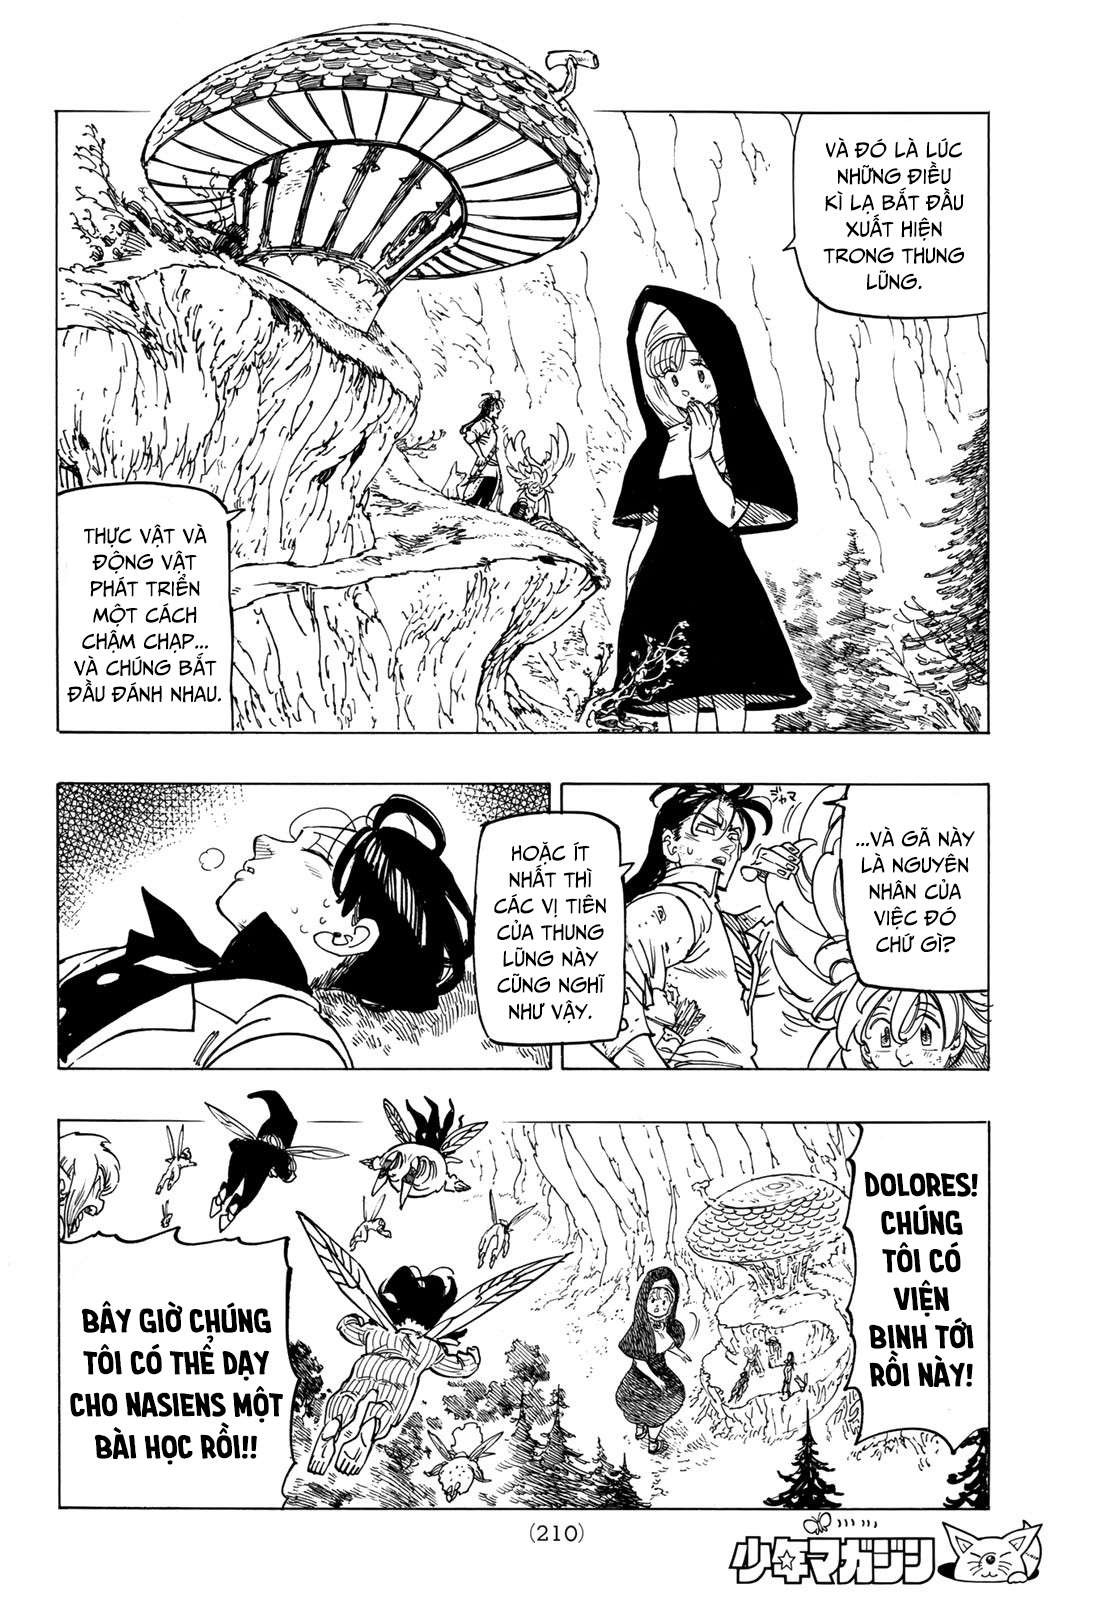 VÀ ĐÓ LÀ LÚC
NHỮNG ĐIỀU
KÌ LẠ BẮT ĐẦU
XUẤT HIỆN
TRONG THUNG
LŨNG.
THỰC VẬT VÀ
ĐỘNG VẬT
PHÁT TRIỂN
MỘT CÁCH
CHẬM CHẠP...
VÀ CHÚNG BẮT
ĐẦU ĐÁNH NHAU.
...VÀ GÃ NÀY
LÀ NGUYÊN
NHÂN CỦA
VIỆC ĐÓ
CHỨ GÌ?
ジャマ
HOẶC ÍT
NHẤT THÌ
CÁC VỊ TIÊN
CỦA THUNG
LŨNG NÀY
CŨNG NGHĨ
NHƯ VẬY.
DOLORES!
CHÚNG
TÔI CÓ
VIỆN
BINH TỚI
RỒI NÀY!
BÂY GIỜ CHÚNG
TÔI CÓ THỂ DẠY
CHO NASIENS MỘT
BÀI HỌC RỒI!!
(210)
少年マガジン